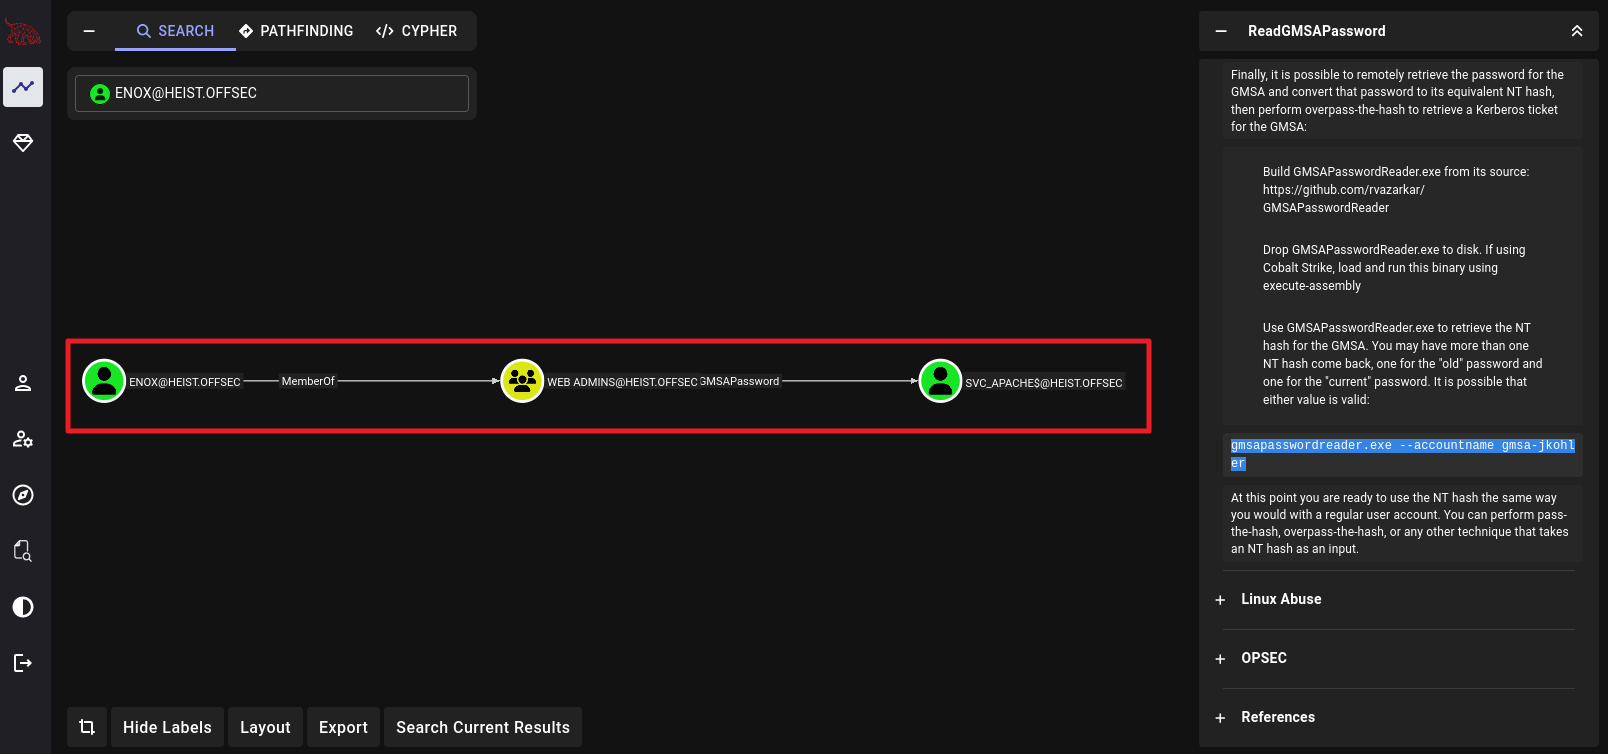 SEARCH
PATHFINDING
CYPHER
ENOX@HEIST.OFFSEC
ENOX@HEIST.OFFSEC
MemberOf
WEB ADMINS@HEIST.OFFSEC
GMSAPassword
SVC_APACHE$@HEIST.OFFSEC
Hide Labels
Layout
Export
Search Current Results
ReadGMSAPassword
Finally, it is possible to remotely retrieve the password for the
GMSA and convert that password to its equivalent NT hash,
then perform overpass-the-hash to retrieve a Kerberos ticket
for the GMSA:
Build GMSAPasswordReader.exe from its source:
https://github.com/rvazarkar/
GMSAPasswordReader
Drop GMSAPasswordReader.exe to disk. If using
Cobalt Strike, load and run this binary using
execute-assembly
Use GMSAPasswordReader.exe to retrieve the NT
hash for the GMSA. You may have more than one
NT hash come back, one for the "old" password and
one for the "current" password. It is possible that
either value is valid:
gmsapasswordreader.exe --accountname gmsa-jkohl
er
At this point you are ready to use the NT hash the same way
you would with a regular user account. You can perform pass-
the-hash, overpass-the-hash, or any other technique that takes
an NT hash as an input.
Linux Abuse
OPSEC
References